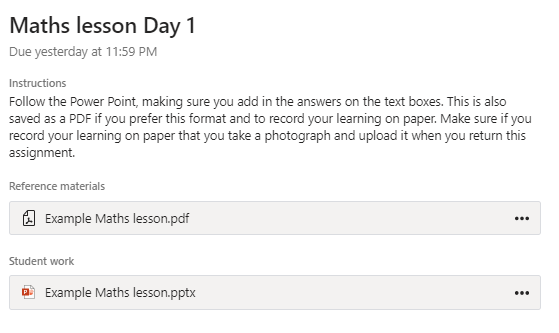 Maths lesson Day 1
Due yesterday at 11:59 PM
Instructions
Follow the Power Point, making sure you add in the answers on the text boxes. This is also
saved as a PDF if you prefer this format and to record your learning on paper. Make sure if you
record your learning on paper that you take a photograph and upload it when you return this
assignment.
Reference materials
Example Maths lesson.pdf
Student work
Example Maths lesson.pptx